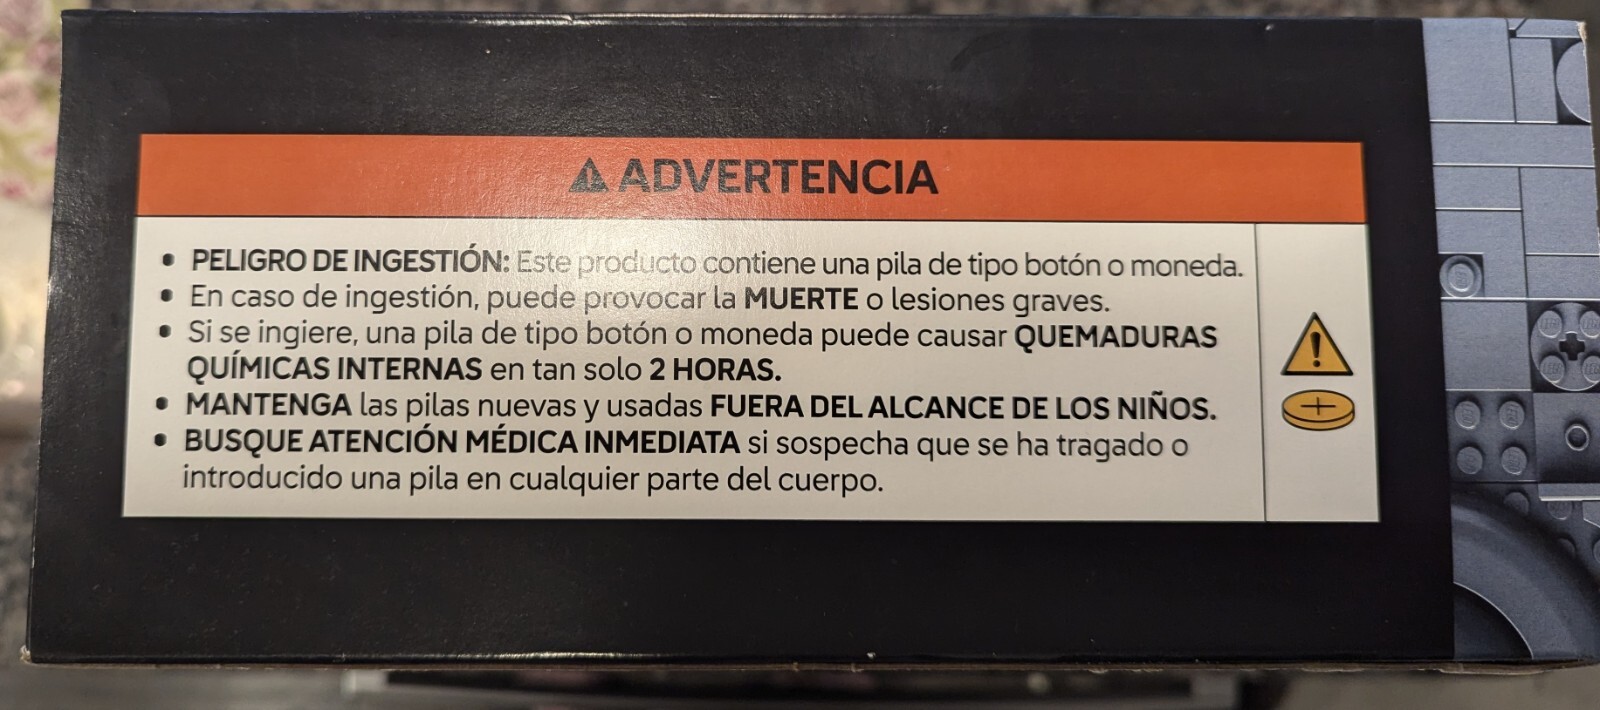 ⚠ ADVERTENCIA
• PELIGRO DE INGESTIÓN: Este producto contiene una pila de tipo botón o moneda.
• En caso de ingestión, puede provocar la MUERTE o lesiones graves.
• Si se ingiere, una pila de tipo botón o moneda puede causar QUEMADURAS
QUÍMICAS INTERNAS en tan solo 2 HORAS.
• MANTENGA las pilas nuevas y usadas FUERA DEL ALCANCE DE LOS NIÑOS.
• BUSQUE ATENCIÓN MÉDICA INMEDIATA si sospecha que se ha tragado o
introducido una pila en cualquier parte del cuerpo.